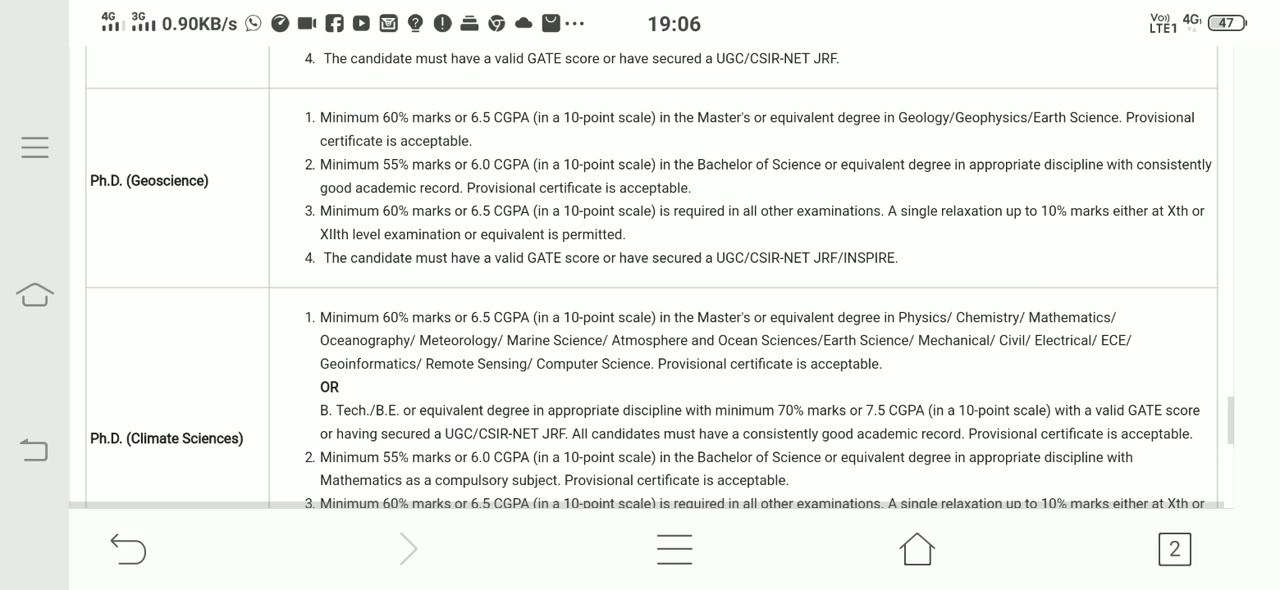 4G 3G 0.90KB/s 19:06 Vo)) LTE1 4G 47
4. The candidate must have a valid GATE score or have secured a UGC/CSIR-NET JRF.
Ph.D. (Geoscience)
1. Minimum 60% marks or 6.5 CGPA (in a 10-point scale) in the Master's or equivalent degree in Geology/Geophysics/Earth Science. Provisional
certificate is acceptable.
2. Minimum 55% marks or 6.0 CGPA (in a 10-point scale) in the Bachelor of Science or equivalent degree in appropriate discipline with consistently
good academic record. Provisional certificate is acceptable.
3. Minimum 60% marks or 6.5 CGPA (in a 10-point scale) is required in all other examinations. A single relaxation up to 10% marks either at Xth or
XIIth level examination or equivalent is permitted.
4. The candidate must have a valid GATE score or have secured a UGC/CSIR-NET JRF/INSPIRE.
Ph.D. (Climate Sciences)
1. Minimum 60% marks or 6.5 CGPA (in a 10-point scale) in the Master's or equivalent degree in Physics/ Chemistry/ Mathematics/
Oceanography/ Meteorology/ Marine Science/ Atmosphere and Ocean Sciences/Earth Science/ Mechanical/ Civil/ Electrical/ ECE/
Geoinformatics/ Remote Sensing/ Computer Science. Provisional certificate is acceptable.
OR
B. Tech./B.E. or equivalent degree in appropriate discipline with minimum 70% marks or 7.5 CGPA (in a 10-point scale) with a valid GATE score
or having secured a UGC/CSIR-NET JRF. All candidates must have a consistently good academic record. Provisional certificate is acceptable.
2. Minimum 55% marks or 6.0 CGPA (in a 10-point scale) in the Bachelor of Science or equivalent degree in appropriate discipline with
Mathematics as a compulsory subject. Provisional certificate is acceptable.
3. Minimum 60% marks or 6.5 CGPA (in a 10-point scale) is required in all other examinations. A single relaxation up to 10% marks either at Xth or
2